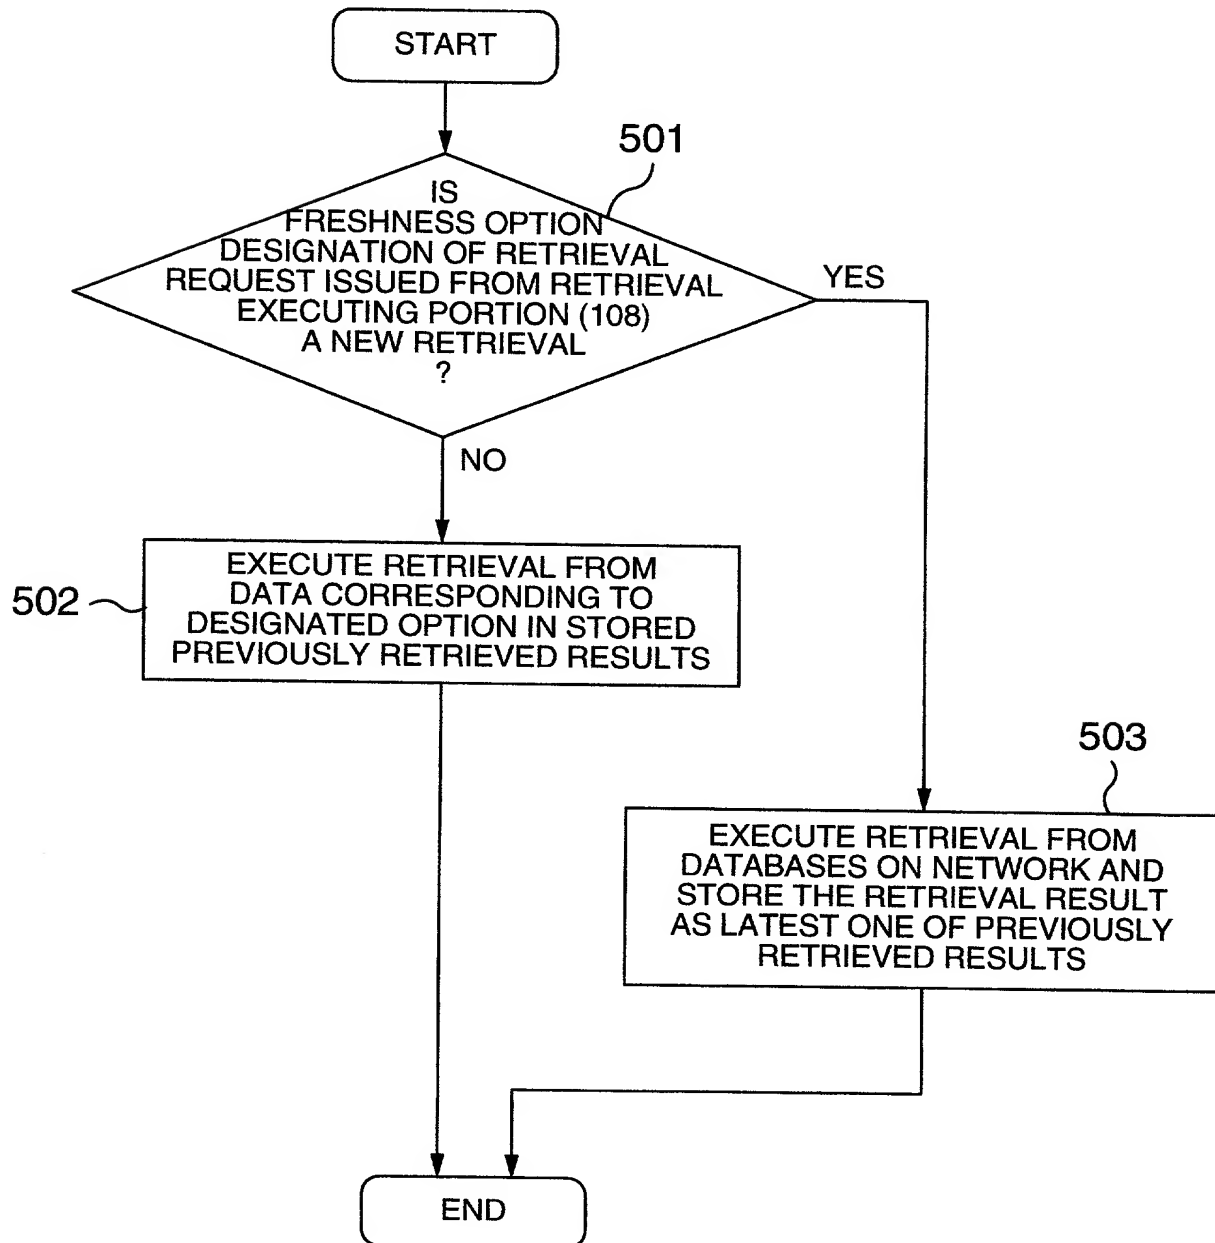 START
501
IS
FRESHNESS OPTION
DESIGNATION OF RETRIEVAL
REQUEST ISSUED FROM RETRIEVAL
EXECUTING PORTION (108)
A NEW RETRIEVAL
?
YES
NO
502
EXECUTE RETRIEVAL FROM
DATA CORRESPONDING TO
DESIGNATED OPTION IN STORED
PREVIOUSLY RETRIEVED RESULTS
503
EXECUTE RETRIEVAL FROM
DATABASES ON NETWORK AND
STORE THE RETRIEVAL RESULT
AS LATEST ONE OF PREVIOUSLY
RETRIEVED RESULTS
END